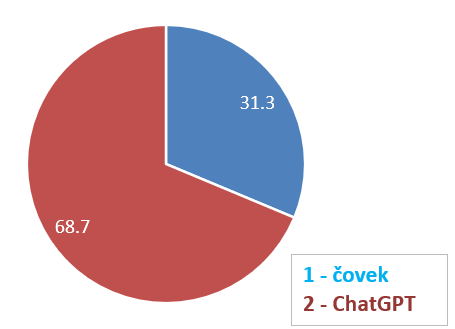 31.3
68.7
1 - čovek
2 - ChatGPT